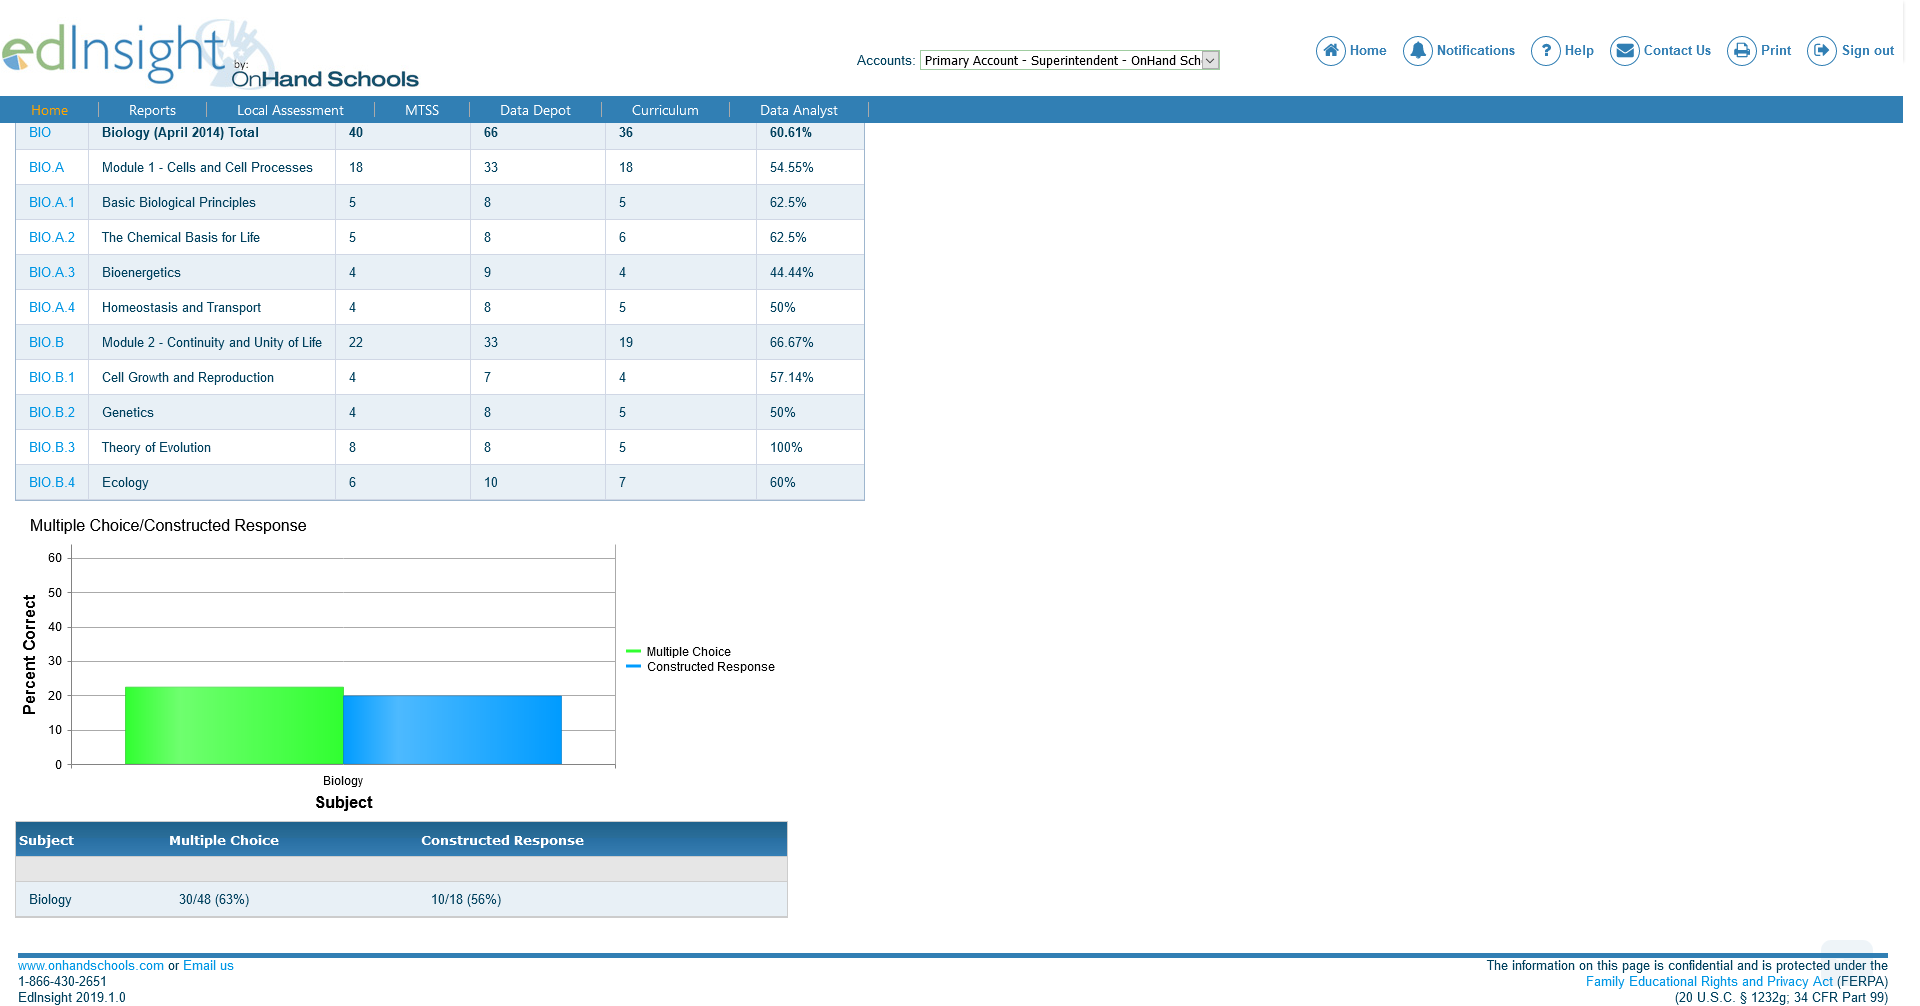 edInsight
by:
OnHand Schools
Accounts: Primary Account - Superintendent - OnHand Sch
Home Notifications ? Help Contact Us Print Sign out
Home Reports Local Assessment MTSS Data Depot Curriculum Data Analyst
BIO Biology (April 2014) Total 40 66 36 60.61%
BIO.A Module 1 - Cells and Cell Processes 18 33 18 54.55%
BIO.A.1 Basic Biological Principles 5 8 5 62.5%
BIO.A.2 The Chemical Basis for Life 5 8 6 62.5%
BIO.A.3 Bioenergetics 4 9 4 44.44%
BIO.A.4 Homeostasis and Transport 4 8 5 50%
BIO.B Module 2 - Continuity and Unity of Life 22 33 19 66.67%
BIO.B.1 Cell Growth and Reproduction 4 7 4 57.14%
BIO.B.2 Genetics 4 8 5 50%
BIO.B.3 Theory of Evolution 8 8 5 100%
BIO.B.4 Ecology 6 10 7 60%
Multiple Choice/Constructed Response
Percent Correct
60
50
40
30
20
10
0
Multiple Choice
Constructed Response
Biology
Subject
Subject Multiple Choice Constructed Response
Biology 30/48 (63%) 10/18 (56%)
www.onhandschools.com or Email us
1-866-430-2651
EdInsight 2019.1.0
The information on this page is confidential and is protected under the
Family Educational Rights and Privacy Act (FERPA)
(20 U.S.C. § 1232g; 34 CFR Part 99)